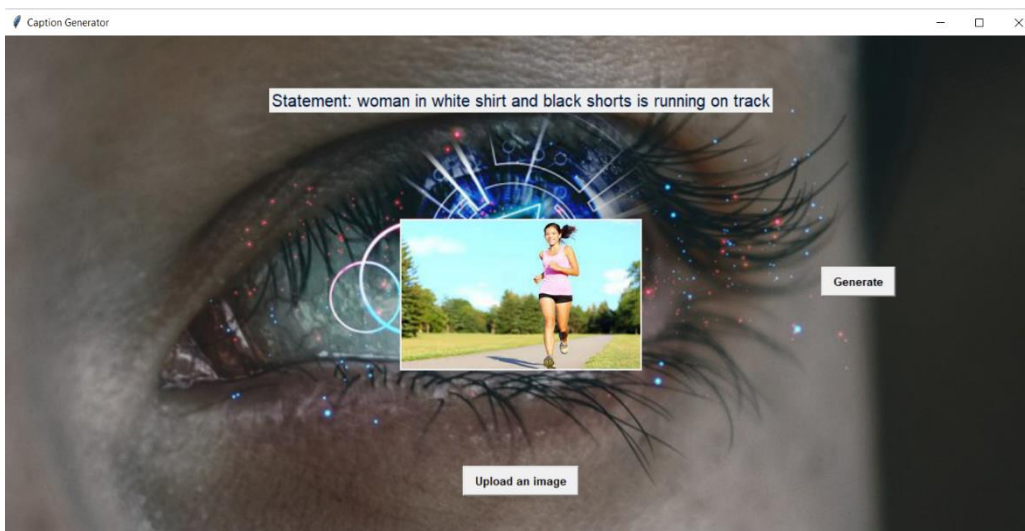 Caption Generator
Statement: woman in white shirt and black shorts is running on track
Generate
Upload an image